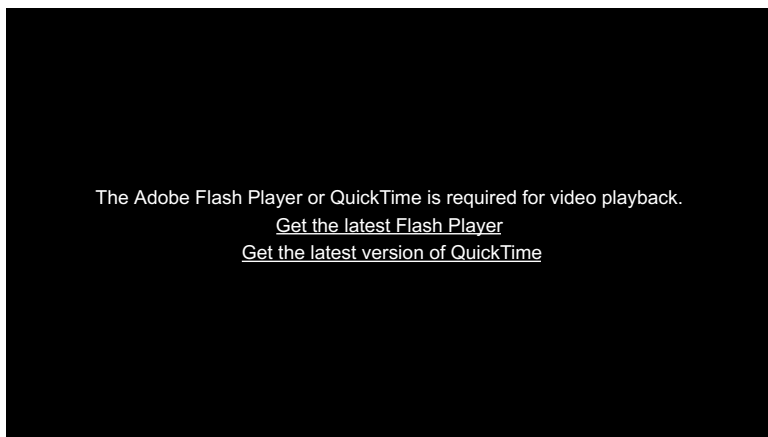 The Adobe Flash Player or QuickTime is required for video playback.
Get the latest Flash Player
Get the latest version of QuickTime